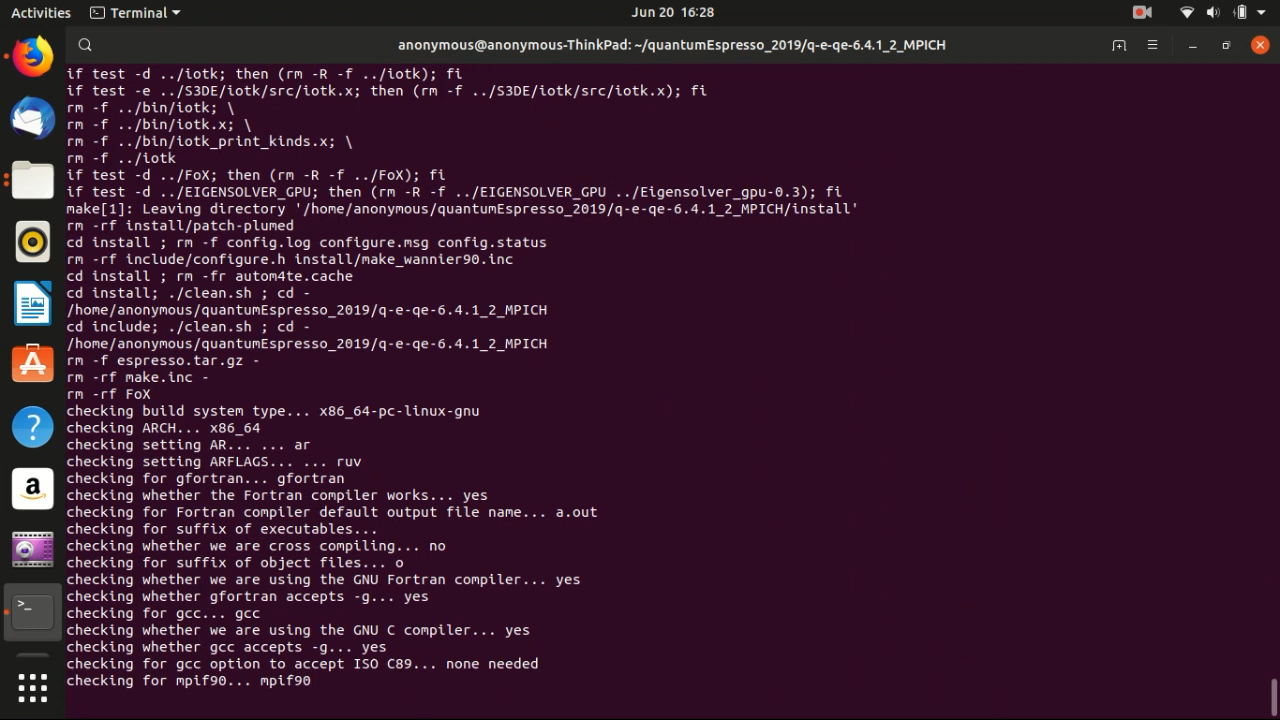 Activities
Terminal
Jun 20 16:28
anonymous@anonymous-ThinkPad: ~/quantumEspresso_2019/q-e-qe-6.4.1_2_MPICH
if test -d ../iotk; then (rm -R -f ../iotk); fi
if test -e ../S3DE/iotk/src/iotk.x; then (rm -f ../S3DE/iotk/src/iotk.x); fi
rm -f ../bin/iotk; \
rm -f ../bin/iotk.x; \
rm -f ../bin/iotk_print_kinds.x; \
rm -f ../iotk
if test -d ../FoX; then (rm -R -f ../FoX); fi
if test -d ../EIGENSOLVER_GPU; then (rm -R -f ../EIGENSOLVER_GPU ../Eigensolver_gpu-0.3); fi
make[1]: Leaving directory '/home/anonymous/quantumEspresso_2019/q-e-qe-6.4.1_2_MPICH/install'
rm -rf install/patch-plumed
cd install ; rm -f config.log configure.msg config.status
rm -rf include/configure.h install/make_wannier90.inc
cd install ; rm -fr autom4te.cache
cd install; ./clean.sh ; cd -
/home/anonymous/quantumEspresso_2019/q-e-qe-6.4.1_2_MPICH
cd include; ./clean.sh ; cd -
/home/anonymous/quantumEspresso_2019/q-e-qe-6.4.1_2_MPICH
rm -f espresso.tar.gz -
rm -rf make.inc -
rm -rf FoX
checking build system type... x86_64-pc-linux-gnu
checking ARCH... x86_64
checking setting AR... ... ar
checking setting ARFLAGS... ... ruv
checking for gfortran... gfortran
checking whether the Fortran compiler works... yes
checking for Fortran compiler default output file name... a.out
checking for suffix of executables...
checking whether we are cross compiling... no
checking for suffix of object files... o
checking whether we are using the GNU Fortran compiler... yes
checking whether gfortran accepts -g... yes
checking for gcc... gcc
checking whether we are using the GNU C compiler... yes
checking whether gcc accepts -g... yes
checking for gcc option to accept ISO C89... none needed
checking for mpif90... mpif90